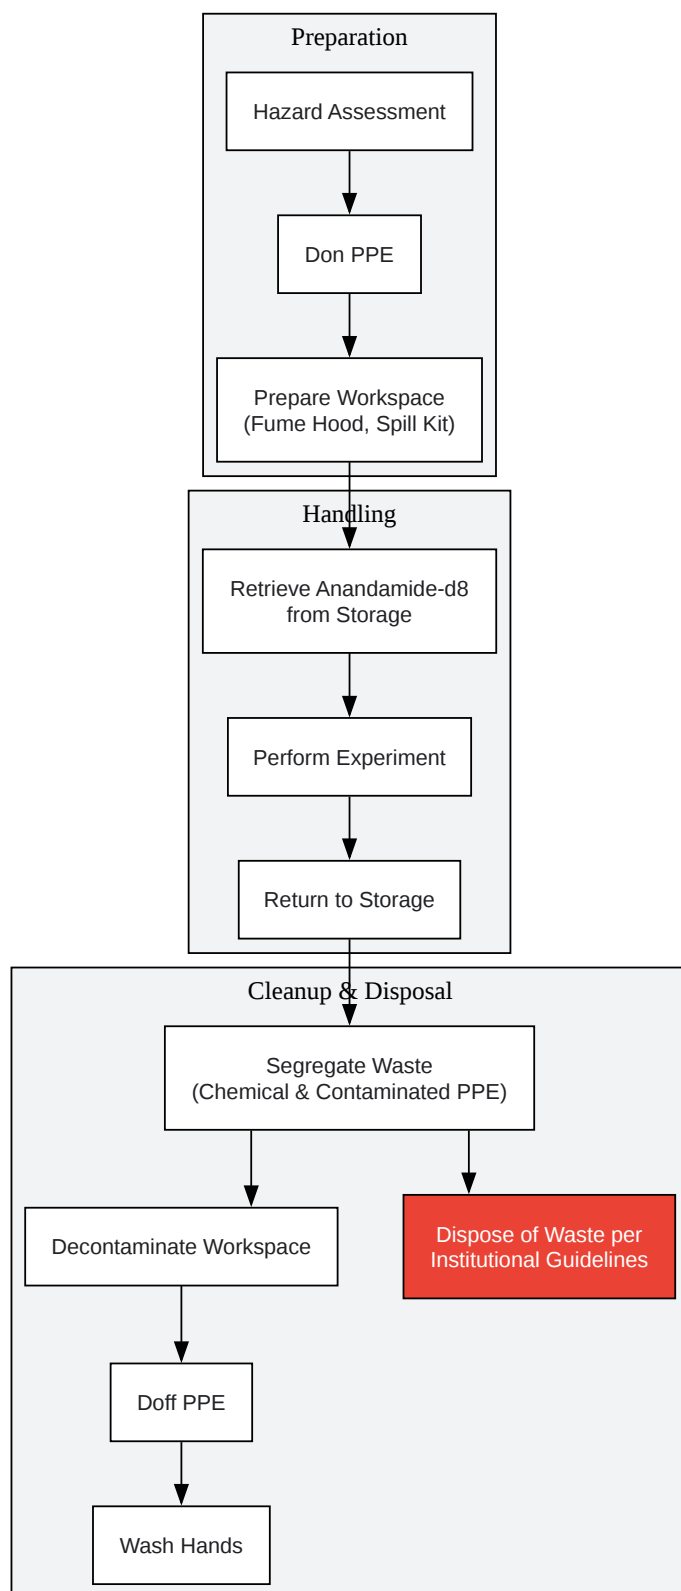 Preparation
Hazard Assessment
Don PPE
Prepare Workspace
(Fume Hood, Spill Kit)
Handling
Retrieve Anandamide-d8
from Storage
Perform Experiment
Return to Storage
Cleanup & Disposal
Segregate Waste
(Chemical & Contaminated PPE)
Decontaminate Workspace
Dispose of Waste per
Institutional Guidelines
Doff PPE
Wash Hands